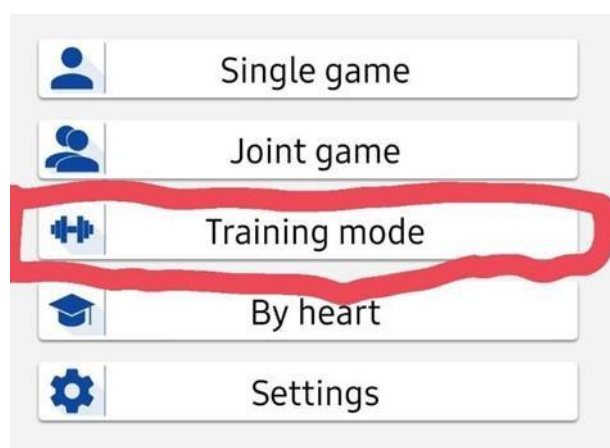 Single game
Joint game
Training mode
By heart
Settings